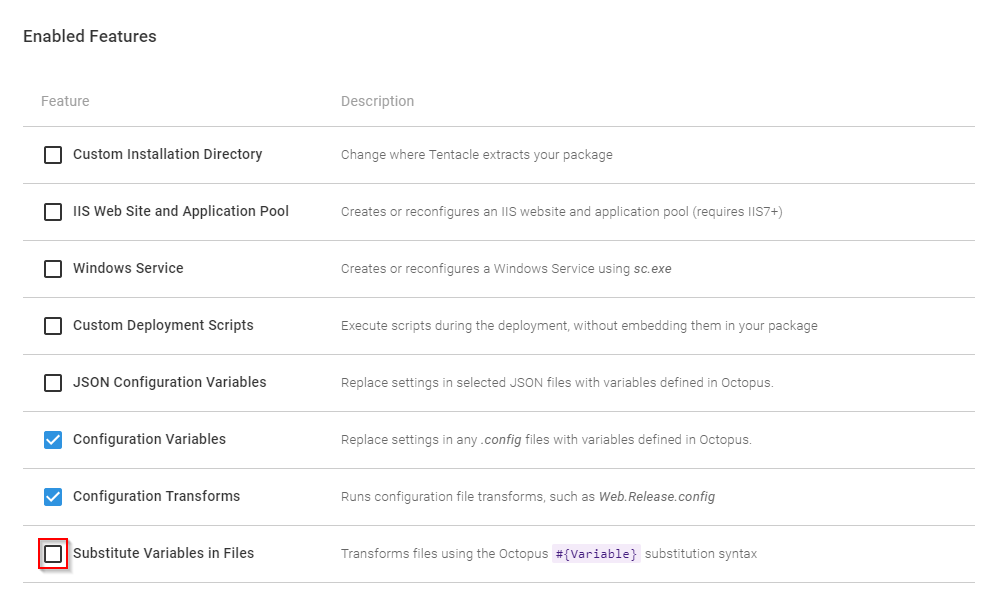 Enabled Features
Feature Description
Custom Installation Directory Change where Tentacle extracts your package
IIS Web Site and Application Pool Creates or reconfigures an IIS website and application pool (requires IIS7+)
Windows Service Creates or reconfigures a Windows Service using sc.exe
Custom Deployment Scripts Execute scripts during the deployment, without embedding them in your package
JSON Configuration Variables Replace settings in selected JSON files with variables defined in Octopus.
Configuration Variables Replace settings in any .config files with variables defined in Octopus.
Configuration Transforms Runs configuration file transforms, such as Web.Release.config
Substitute Variables in Files Transforms files using the Octopus #{Variable} substitution syntax